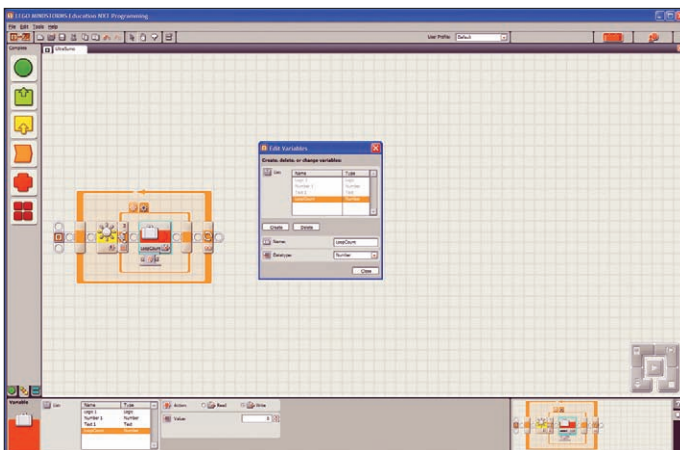 LEGO MINDSTORMS Education NXT Programming
File Edit Tools Help
User Profile: Default
Complete
UltraSumo
Edit Variables
Create, delete, or change variables:
List: Name Type
Logic 1 Logic
Number 1 Number
Text 1 Text
LoopCount Number
Create Delete
Name: LoopCount
Datatype: Number
Close
LoopCount
Variable
List: Name Type
Logic 1 Logic
Number 1 Number
Text 1 Text
LoopCount Number
Action: Read Write
Value: 0